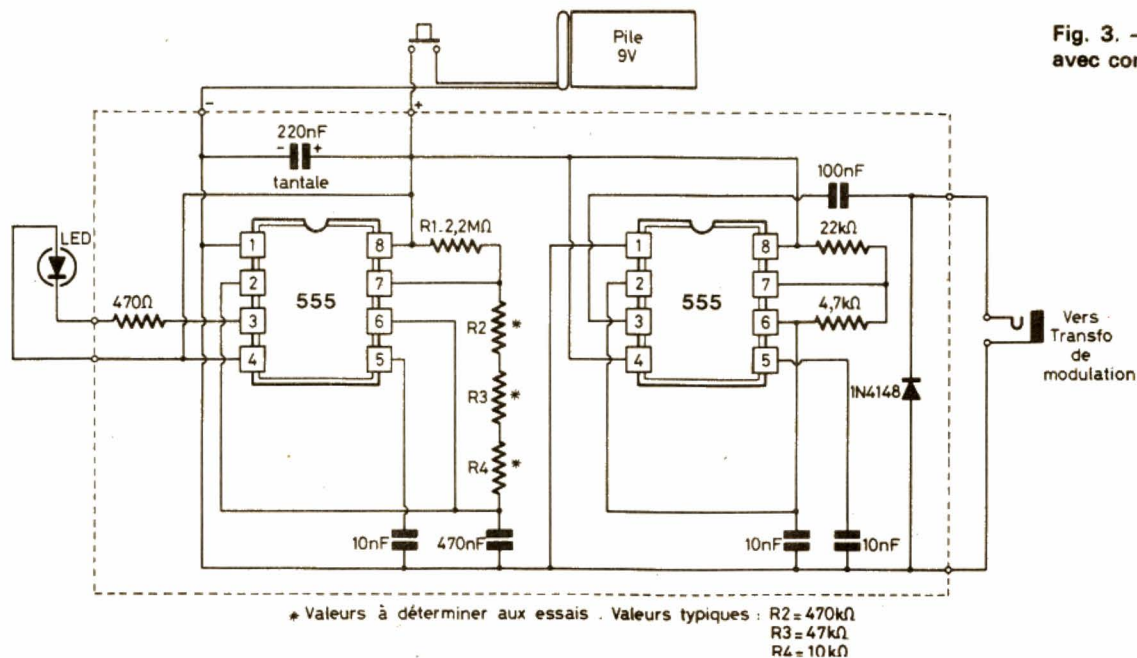 Pile
9V
Fig. 3. -
avec con
-
+
220nF
- +
tantale
100nF
LED
R1.2,2MΩ
22kΩ
470Ω
1
2
3
4
555
8
7
6
5
R2 *
R3 *
R4 *
1
2
3
4
555
8
7
6
5
4,7kΩ
1N4148
Vers
Transfo
de
modulation
10nF
470nF
10nF
10nF
* Valeurs à déterminer aux essais . Valeurs typiques : R2=470kΩ
R3=47kΩ
R4=10kΩ